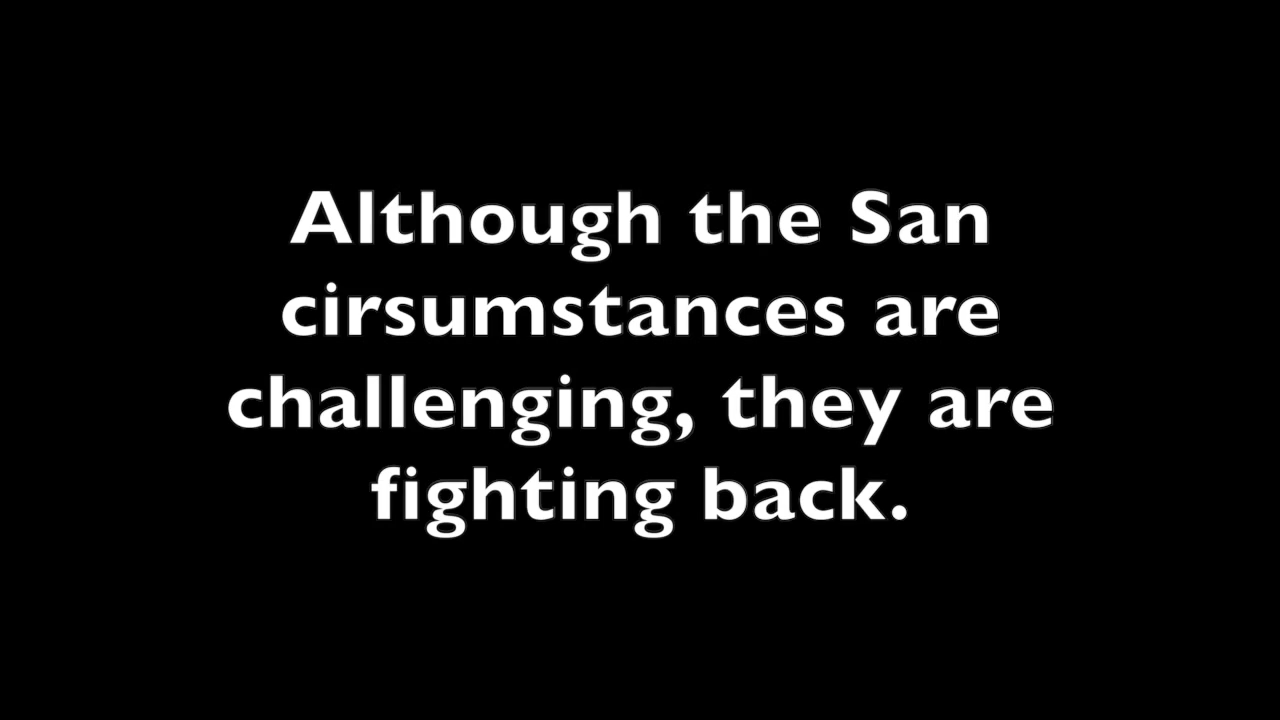 Although the San
cirsumstances are
challenging, they are
fighting back.